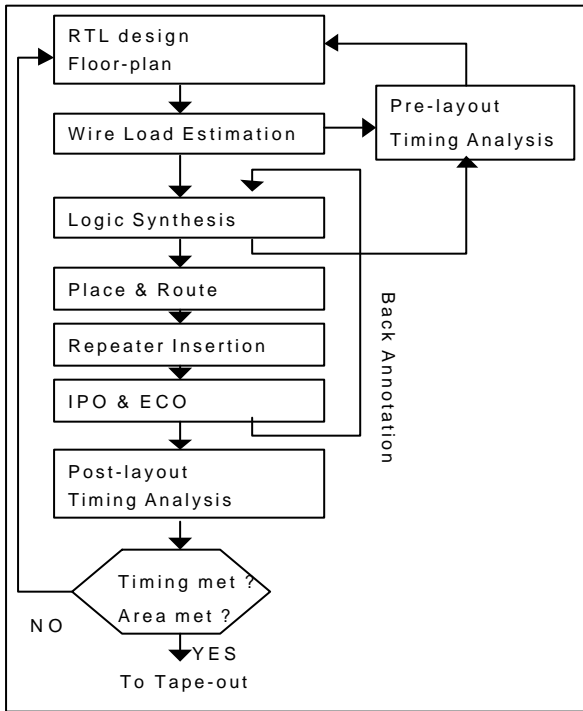 RTL design
Floor-plan
Pre-layout
Timing Analysis
Wire Load Estimation
Logic Synthesis
Place & Route
Repeater Insertion
Back Annotation
IPO & ECO
Post-layout
Timing Analysis
Timing met ?
Area met ?
NO
YES
To Tape-out